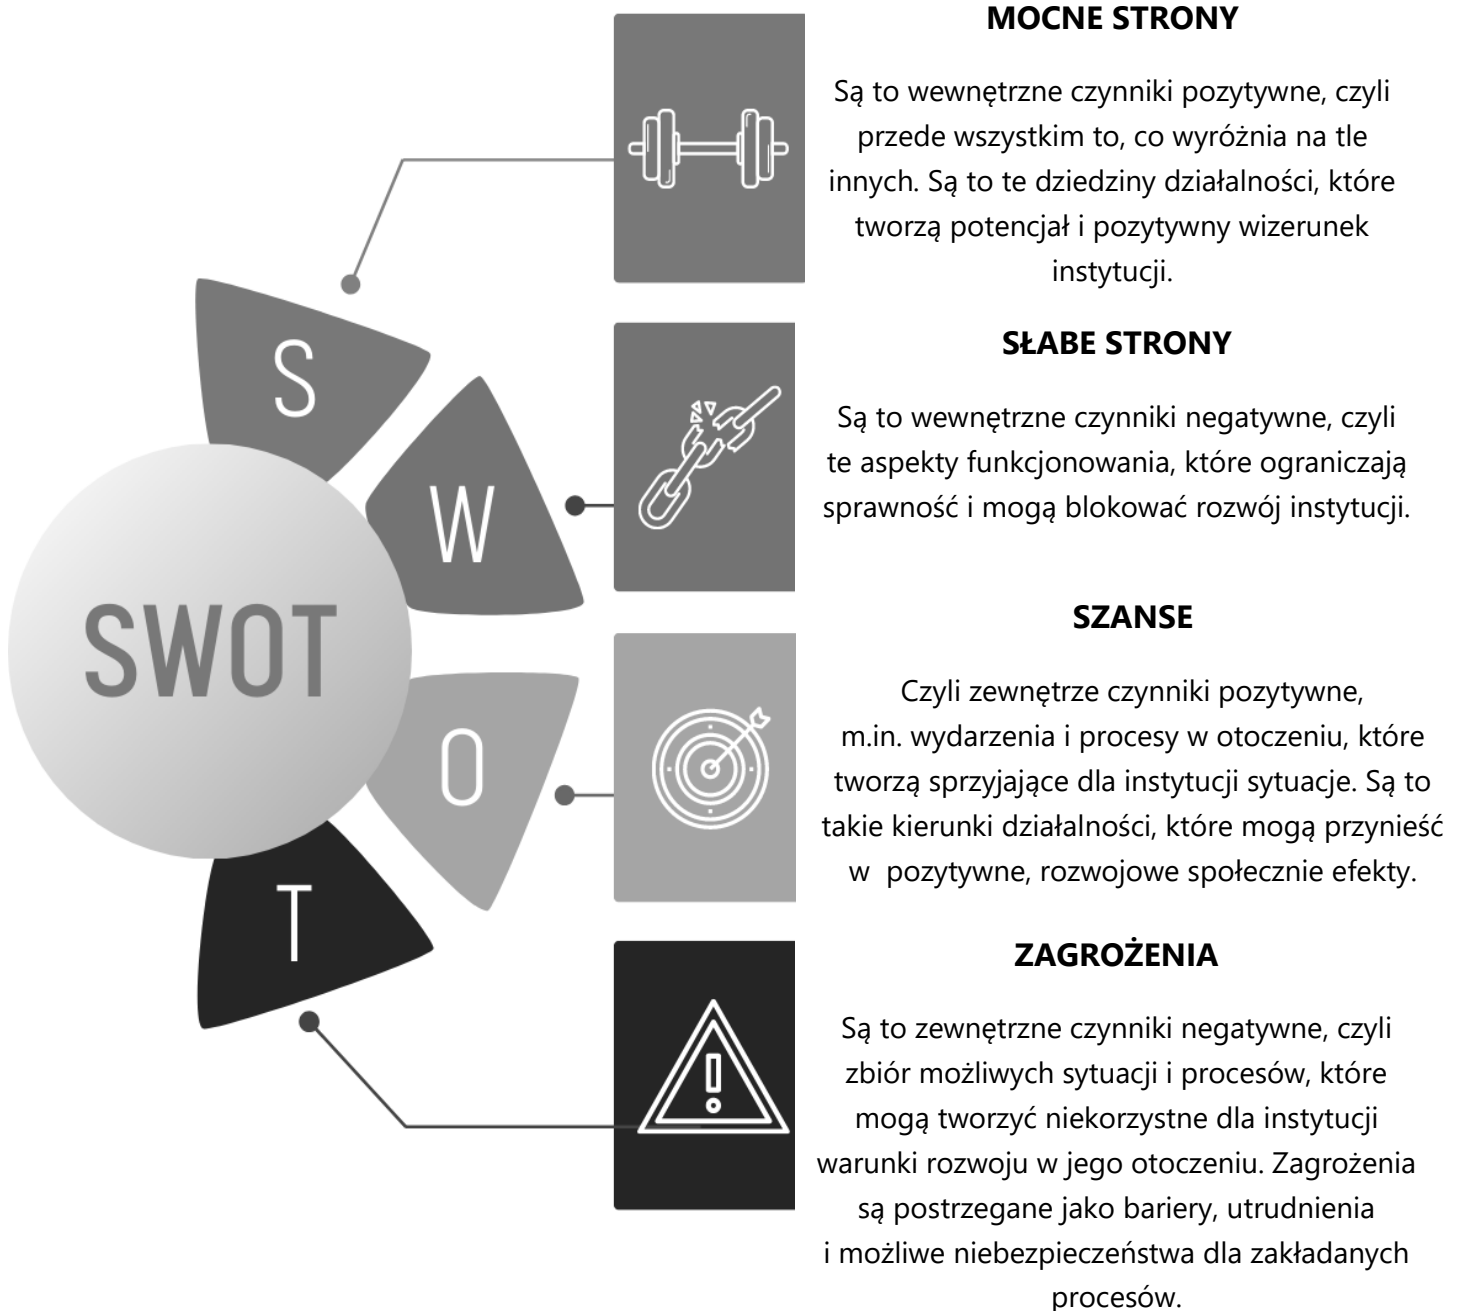 SWOT
S
MOCNE STRONY
Są to wewnętrzne czynniki pozytywne, czyli
przede wszystkim to, co wyróżnia na tle
innych. Są to te dziedziny działalności, które
tworzą potencjał i pozytywny wizerunek
instytucji.
W
SŁABE STRONY
Są to wewnętrzne czynniki negatywne, czyli
te aspekty funkcjonowania, które ograniczają
sprawność i mogą blokować rozwój instytucji.
O
SZANSE
Czyli zewnętrze czynniki pozytywne,
m.in. wydarzenia i procesy w otoczeniu, które
tworzą sprzyjające dla instytucji sytuacje. Są to
takie kierunki działalności, które mogą przynieść
w  pozytywne, rozwojowe społecznie efekty.
T
ZAGROŻENIA
Są to zewnętrzne czynniki negatywne, czyli
zbiór możliwych sytuacji i procesów, które
mogą tworzyć niekorzystne dla instytucji
warunki rozwoju w jego otoczeniu. Zagrożenia
są postrzegane jako bariery, utrudnienia
i możliwe niebezpieczeństwa dla zakładanych
procesów.